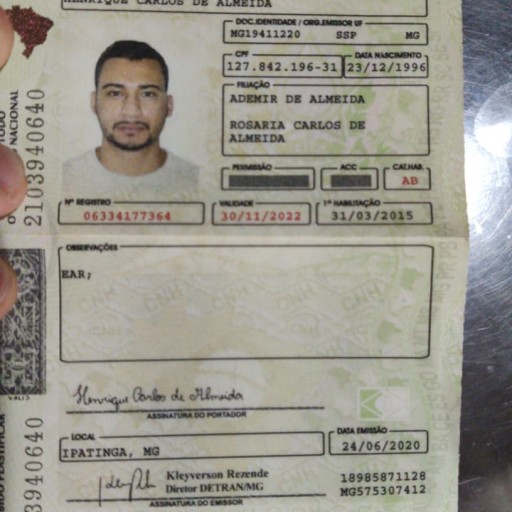 HENRIQUE CARLOS DE ALMEIDA
DOC. IDENTIDADE / ORG. EMISSOR UF
MG19411220 SSP MG
CPF
127.842.196-31
DATA NASCIMENTO
23/12/1996
FILIAÇÃO
ADEMIR DE ALMEIDA
ROSARIA CARLOS DE
ALMEIDA
PERMISSÃO
ACC
CAT. HAB.
AB
Nº REGISTRO
06334177364
VALIDADE
30/11/2022
1ª HABILITAÇÃO
31/03/2015
NACIONAL
2103940640
OBSERVAÇÕES
EAR;
Henrique Carlos de Almeida
ASSINATURA DO PORTADOR
LOCAL
IPATINGA, MG
DATA EMISSÃO
24/06/2020
Kleyverson Rezende
Diretor DETRAN/MG
ASSINATURA DO EMISSOR
18985871128
MG575307412
PLASTIFICAR
3940640